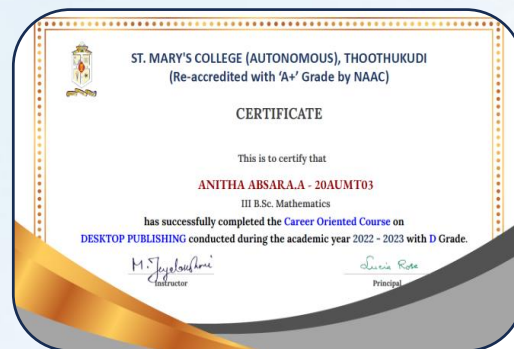 ST. MARY'S COLLEGE (AUTONOMOUS), THOOTHUKUDI
(Re-accredited with 'A+' Grade by NAAC)
CERTIFICATE
This is to certify that
ANITHA ABSARA.A - 20AUMT03
III B.Sc. Mathematics
has successfully completed the Career Oriented Course on
DESKTOP PUBLISHING conducted during the academic year 2022 - 2023 with D Grade.
Lucia Rose
Instructor Principal